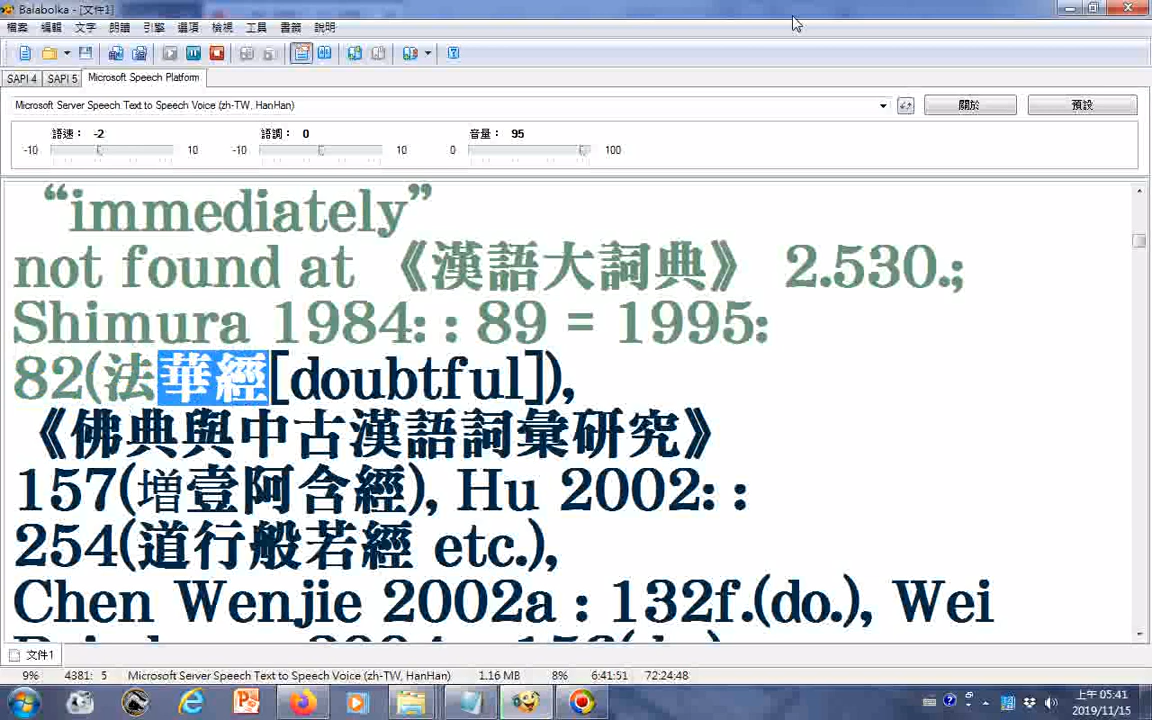 Balabolka - [文件1]
檔案 編輯 文字 朗讀 引擎 選項 檢視 工具 書籤 說明
SAPI 4 SAPI 5 Microsoft Speech Platform
Microsoft Server Speech Text to Speech Voice (zh-TW, HanHan) 關於 預設
語速： -2 語調： 0 音量： 95
-10 10 -10 10 0 100
“immediately”
not found at 《漢語大詞典》 2.530.;
Shimura 1984: : 89 = 1995:
82(法華經[doubtful]),
《佛典與中古漢語詞彙研究》
157(增壹阿含經), Hu 2002: :
254(道行般若經 etc.),
Chen Wenjie 2002a : 132f.(do.), Wei
文件1
9% 4381: 5 Microsoft Server Speech Text to Speech Voice (zh-TW, HanHan) 1.16 MB 8% 6:41:51 72:24:48
上午 05:41
2019/11/15